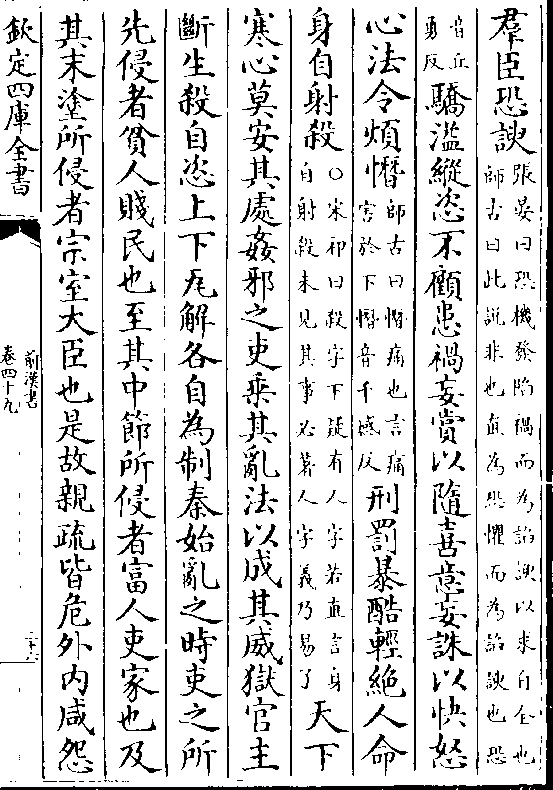 羣臣恐諛張晏曰恐機發陷禍而為諂諛以求自全也師古曰此說非也直為恐懼而為諂諛也恐
音丘勇反驕溢縱恣不顧患禍妄賞以隨喜意妄誅以快怒
心法令煩憯師古曰憯痛也言痛害於下憯音千感反刑罰暴酷輕絶人命
身自射殺○宋祁曰殺字下疑有人字若直言身自射殺未見其事必著人字義乃易了天下
寒心莫安其處姦邪之吏乗其亂法以成其威獄官主
斷生殺自恣上下瓦解各自為制秦始亂之時吏之所
先侵者貧人賤民也至其中節所侵者富人吏家也及
其末塗所侵者宗室大臣也是故親疏皆危外内咸怨
欽定四庫全書
前漢書
卷四十九